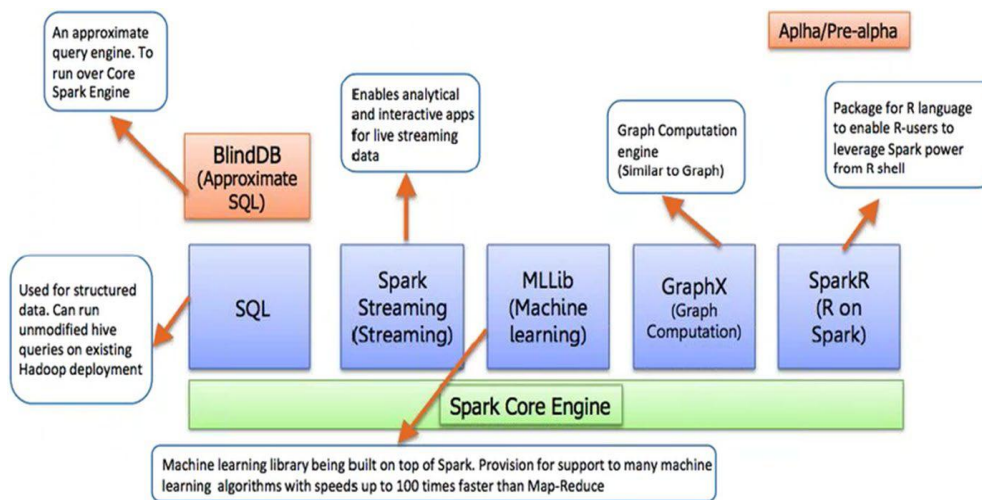 An approximate
query engine. To
run over Core
Spark Engine
Aplha/Pre-alpha
Enables analytical
and interactive apps
for live streaming
data
Graph Computation
engine
(Similar to Graph)
Package for R language
to enable R-users to
leverage Spark power
from R shell
BlindDB
(Approximate
SQL)
Used for structured
data. Can run
unmodified hive
queries on existing
Hadoop deployment
SQL
Spark
Streaming
(Streaming)
MLLib
(Machine
learning)
GraphX
(Graph
Computation)
SparkR
(R on
Spark)
Spark Core Engine
Machine learning library being built on top of Spark. Provision for support to many machine
learning algorithms with speeds up to 100 times faster than Map-Reduce